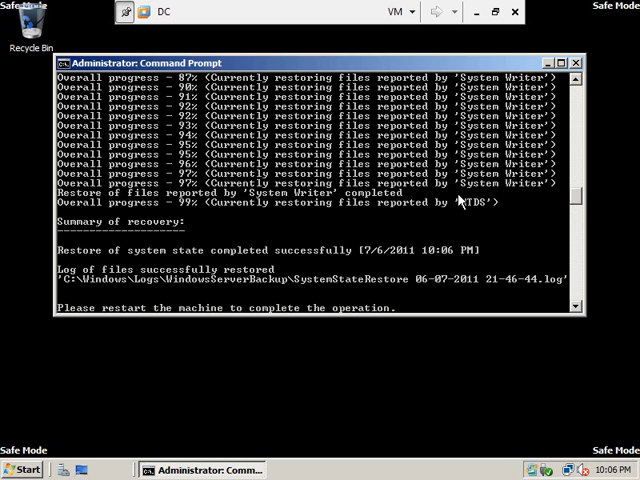 Safe Mode
DC
VM
Safe Mode
Recycle Bin
Administrator: Command Prompt
Overall progress - 87% (Currently restoring files reported by 'System Writer')
Overall progress - 90% (Currently restoring files reported by 'System Writer')
Overall progress - 91% (Currently restoring files reported by 'System Writer')
Overall progress - 92% (Currently restoring files reported by 'System Writer')
Overall progress - 92% (Currently restoring files reported by 'System Writer')
Overall progress - 93% (Currently restoring files reported by 'System Writer')
Overall progress - 94% (Currently restoring files reported by 'System Writer')
Overall progress - 95% (Currently restoring files reported by 'System Writer')
Overall progress - 95% (Currently restoring files reported by 'System Writer')
Overall progress - 96% (Currently restoring files reported by 'System Writer')
Overall progress - 97% (Currently restoring files reported by 'System Writer')
Overall progress - 97% (Currently restoring files reported by 'System Writer')
Restore of files reported by 'System Writer' completed
Overall progress - 99% (Currently restoring files reported by 'NTDS')
Summary of recovery:
--------------------
Restore of system state completed successfully [7/6/2011 10:06 PM]
Log of files successfully restored
'C:\Windows\Logs\WindowsServerBackup\SystemStateRestore 06-07-2011 21-46-44.log'
Please restart the machine to complete the operation.
Safe Mode
Safe Mode
Start
Administrator: Comm...
10:06 PM